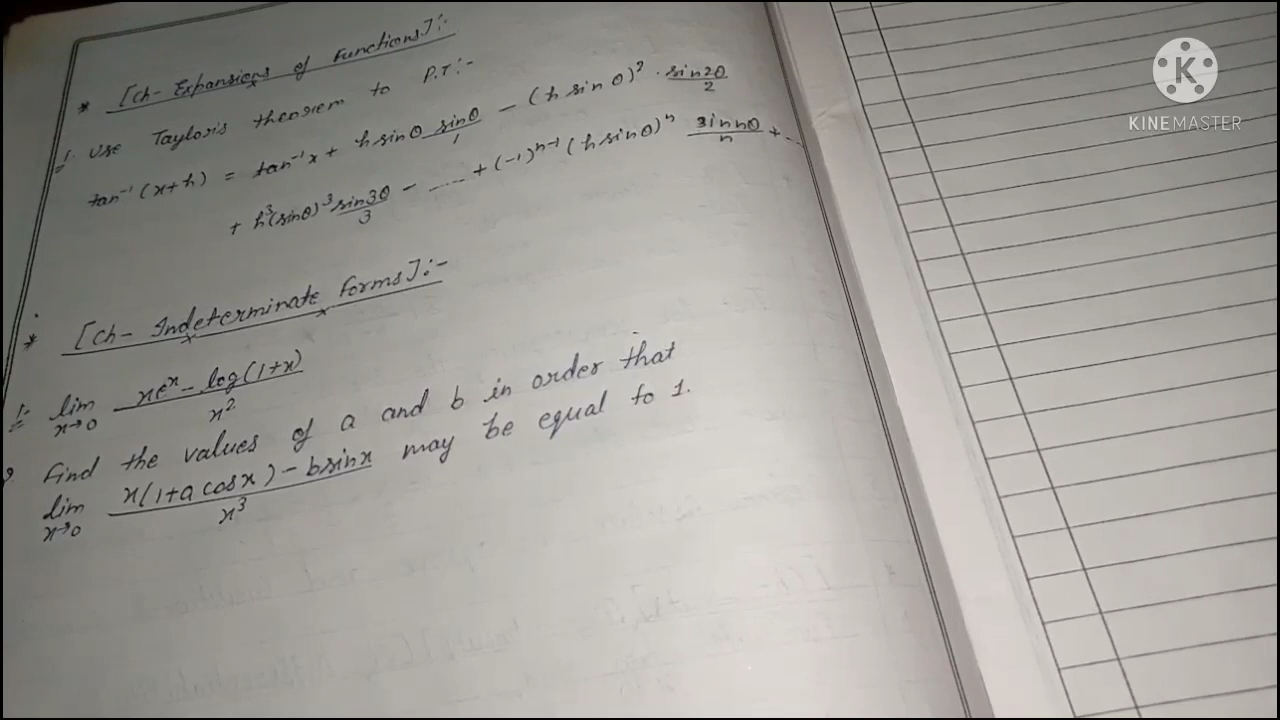 * [Ch- Expansions of Functions]:-
1. Use Taylor's theorem to P.T:-
tan⁻¹(x+h) = tan⁻¹x + h sinθ sinθ/1 - (h sinθ)² . sin2θ/2
+ h³(sinθ)³ sin3θ/3 - ..... + (-1)ⁿ⁻¹ (h sinθ)ⁿ sin nθ/n + ...
* [Ch- Indeterminate Forms]:-
1. lim x→0 xeˣ - log(1+x)/x²
2. Find the values of a and b in order that
lim x→0 x(1+a cosx) - b sinx/x³ may be equal to 1.
K
KINEMASTER